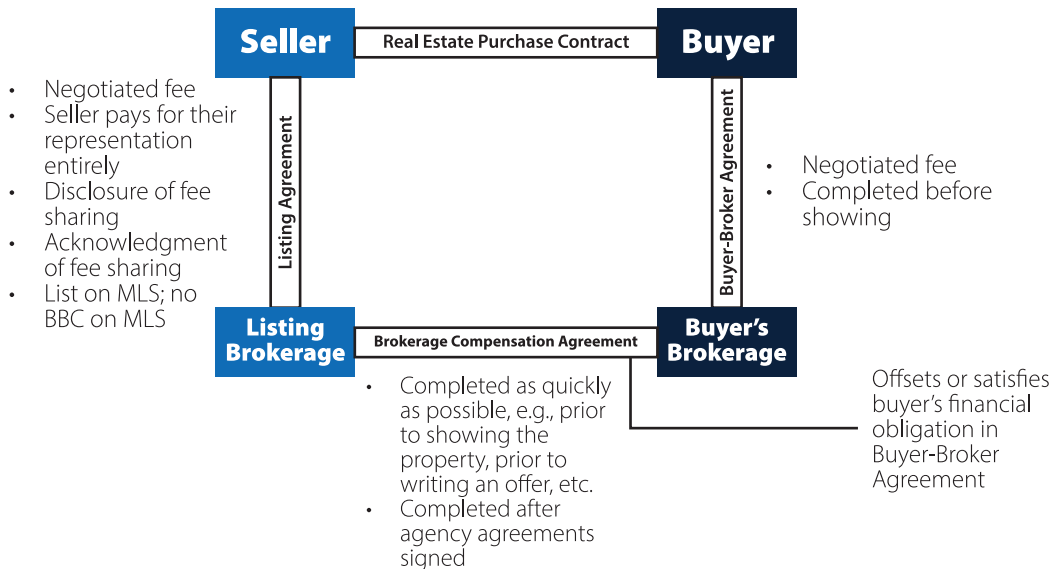 Seller
Real Estate Purchase Contract
Buyer
• Negotiated fee
• Seller pays for their
representation
entirely
• Disclosure of fee
sharing
• Acknowledgment
of fee sharing
• List on MLS; no
BBC on MLS
Listing Agreement
Buyer-Broker Agreement
• Negotiated fee
• Completed before
showing
Listing
Brokerage
Brokerage Compensation Agreement
Buyer's
Brokerage
• Completed as quickly
as possible, e.g., prior
to showing the
property, prior to
writing an offer, etc.
• Completed after
agency agreements
signed
Offsets or satisfies
buyer's financial
obligation in
Buyer-Broker
Agreement